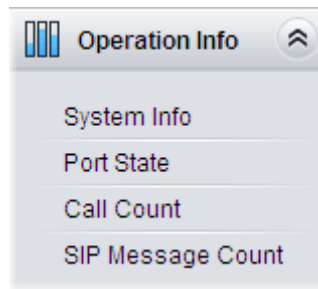 Operation Info
System Info
Port State
Call Count
SIP Message Count